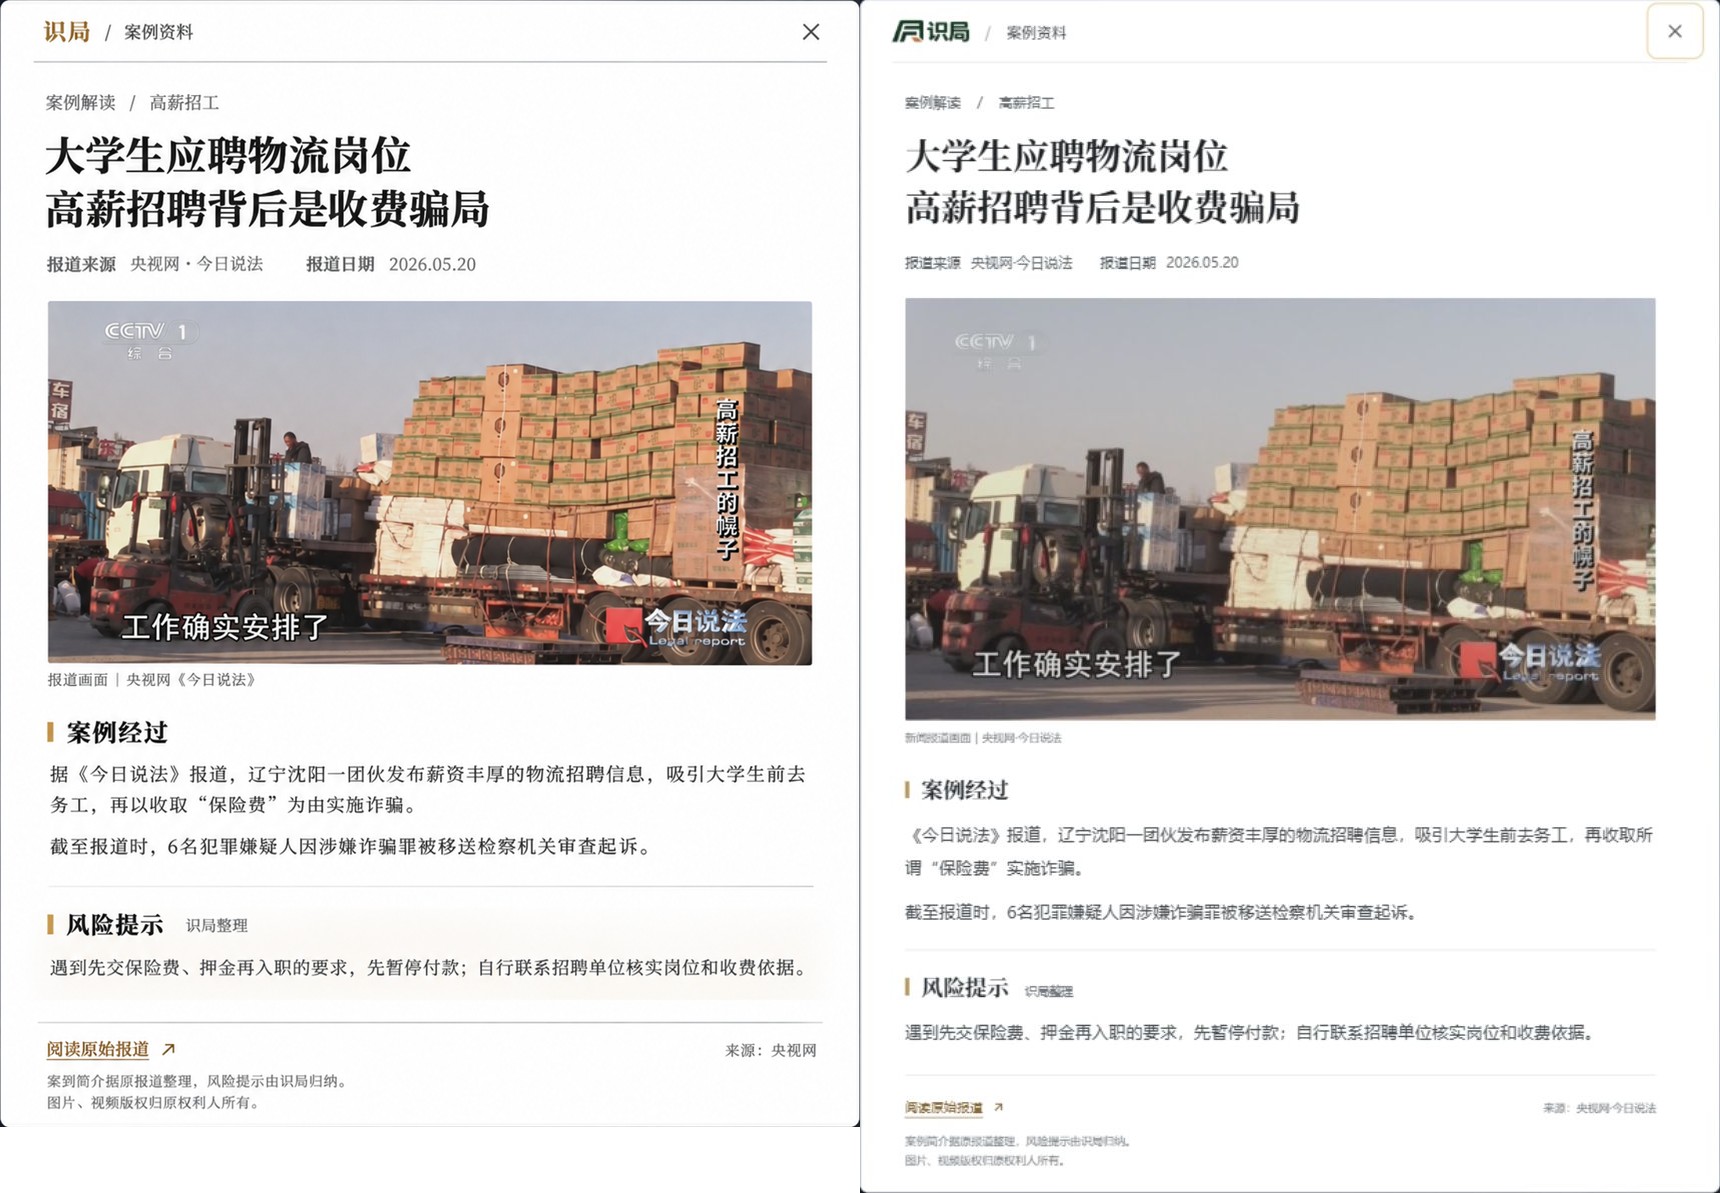 识局 / 案例资料
案例解读 / 高薪招工
大学生应聘物流岗位
高薪招聘背后是收费骗局
报道来源 央视网·今日说法 报道日期 2026.05.20
CCTV 1
综合
车
宿
东
高薪招工的幌子
工作确实安排了
今日说法
Legal report
报道画面｜央视网《今日说法》
案例经过
据《今日说法》报道，辽宁沈阳一团伙发布薪资丰厚的物流招聘信息，吸引大学生前去
务工，再以收取“保险费”为由实施诈骗。
截至报道时，6名犯罪嫌疑人因涉嫌诈骗罪被移送检察机关审查起诉。
风险提示 识局整理
遇到先交保险费、押金再入职的要求，先暂停付款；自行联系招聘单位核实岗位和收费依据。
阅读原始报道 ↗ 来源：央视网
案到简介据原报道整理，风险提示由识局归纳。
图片、视频版权归原权利人所有。
识局 / 案例资料
案例解读 / 高薪招工
大学生应聘物流岗位
高薪招聘背后是收费骗局
报道来源 央视网·今日说法 报道日期 2026.05.20
CCTV 1
综合
车
宿
东
高薪招工的幌子
工作确实安排了
今日说法
Legal report
新闻报道画面｜央视网·今日说法
案例经过
《今日说法》报道，辽宁沈阳一团伙发布薪资丰厚的物流招聘信息，吸引大学生前去务工，再收取所
谓“保险费”实施诈骗。
截至报道时，6名犯罪嫌疑人因涉嫌诈骗罪被移送检察机关审查起诉。
风险提示 识局整理
遇到先交保险费、押金再入职的要求，先暂停付款；自行联系招聘单位核实岗位和收费依据。
阅读原始报道 ↗ 来源：央视网·今日说法
案例简介据原报道整理，风险提示由识局归纳。
图片、视频版权归原权利人所有。